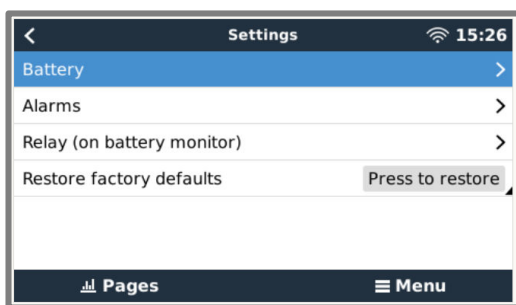 Settings 15:26
Battery
Alarms
Relay (on battery monitor)
Restore factory defaults Press to restore
Pages Menu